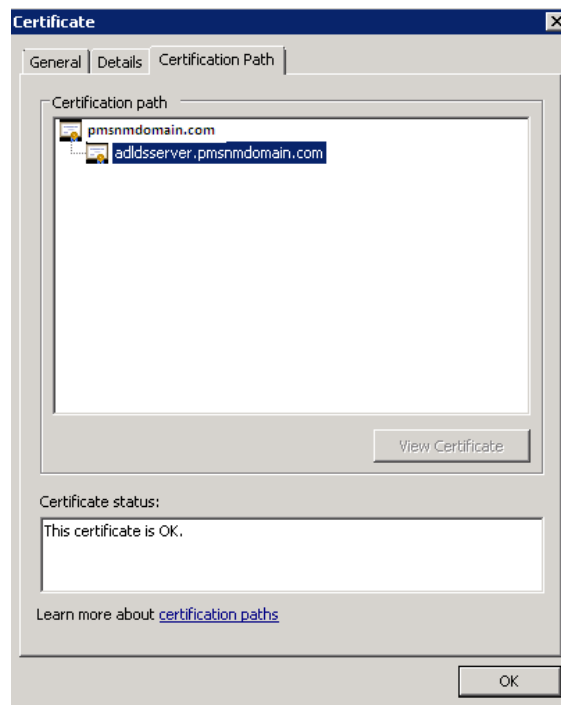 Certificate
General Details Certification Path
Certification path
pmsnmdomain.com
adldsserver.pmsnmdomain.com
View Certificate
Certificate status:
This certificate is OK.
Learn more about certification paths
OK